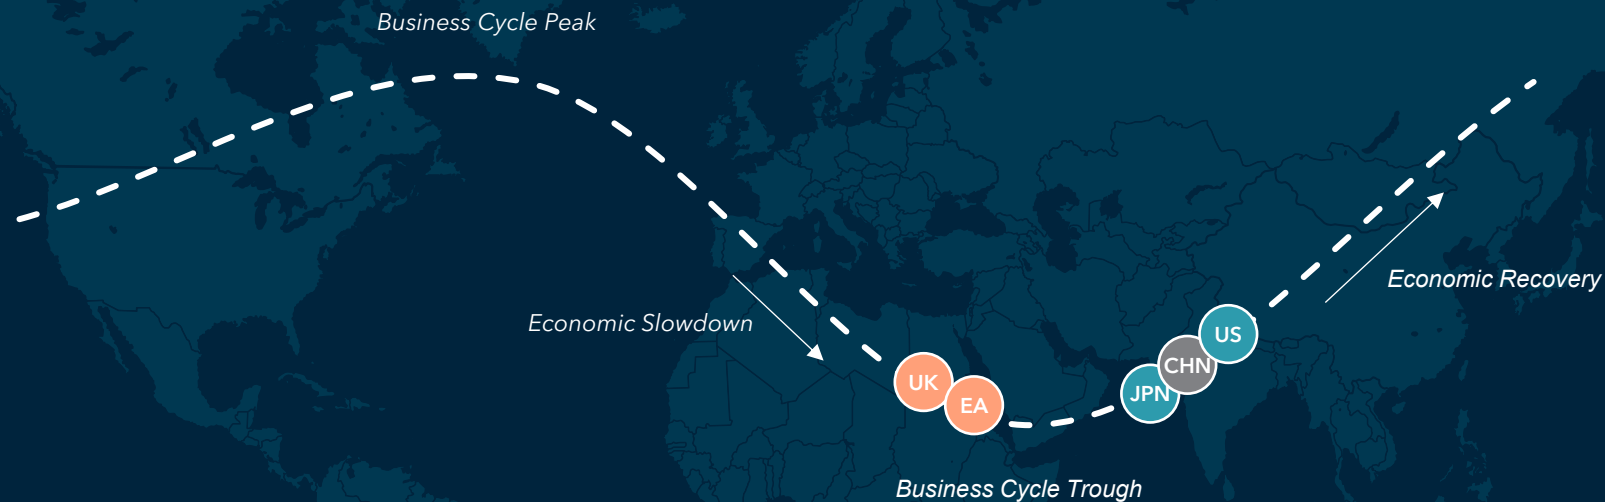 Business Cycle Peak
Economic Slowdown
UK
EA
JPN
CHN
US
Economic Recovery
Business Cycle Trough